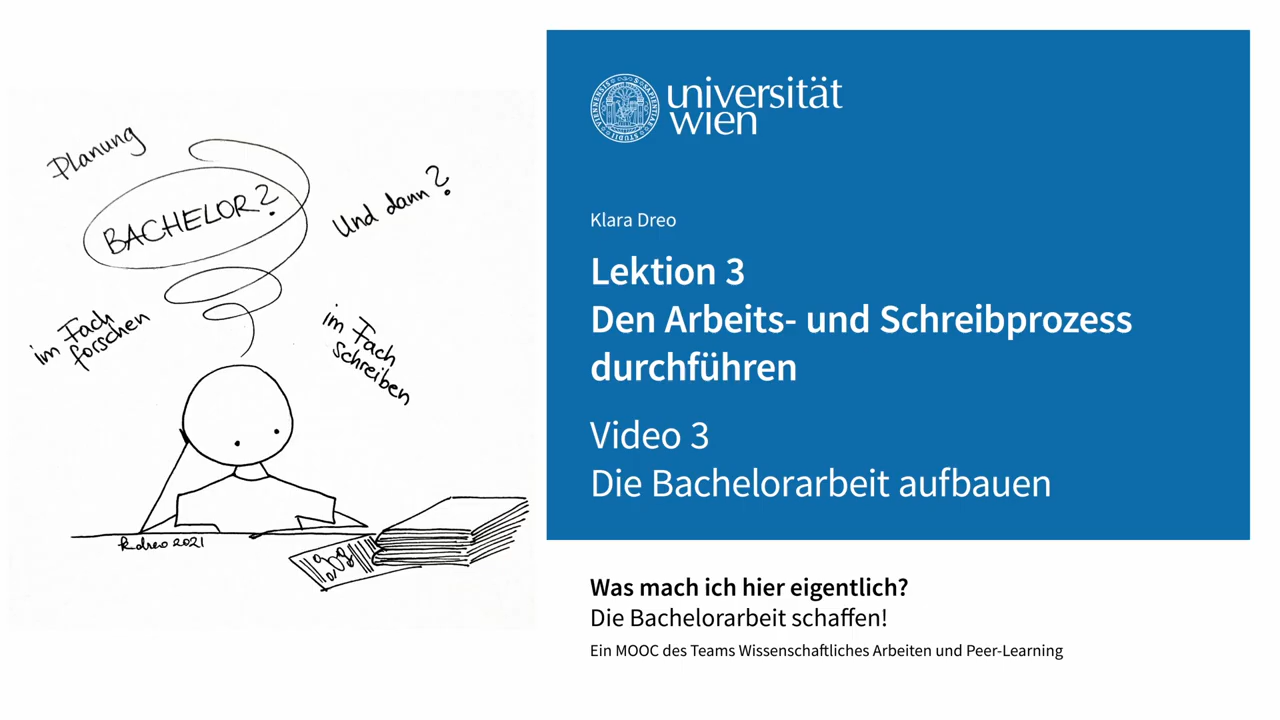 Planung
BACHELOR?
Und dann?
im Fach
forschen
im Fach
schreiben
k dreo 2021
universität
wien
Klara Dreo
Lektion 3
Den Arbeits- und Schreibprozess
durchführen
Video 3
Die Bachelorarbeit aufbauen
Was mach ich hier eigentlich?
Die Bachelorarbeit schaffen!
Ein MOOC des Teams Wissenschaftliches Arbeiten und Peer-Learning